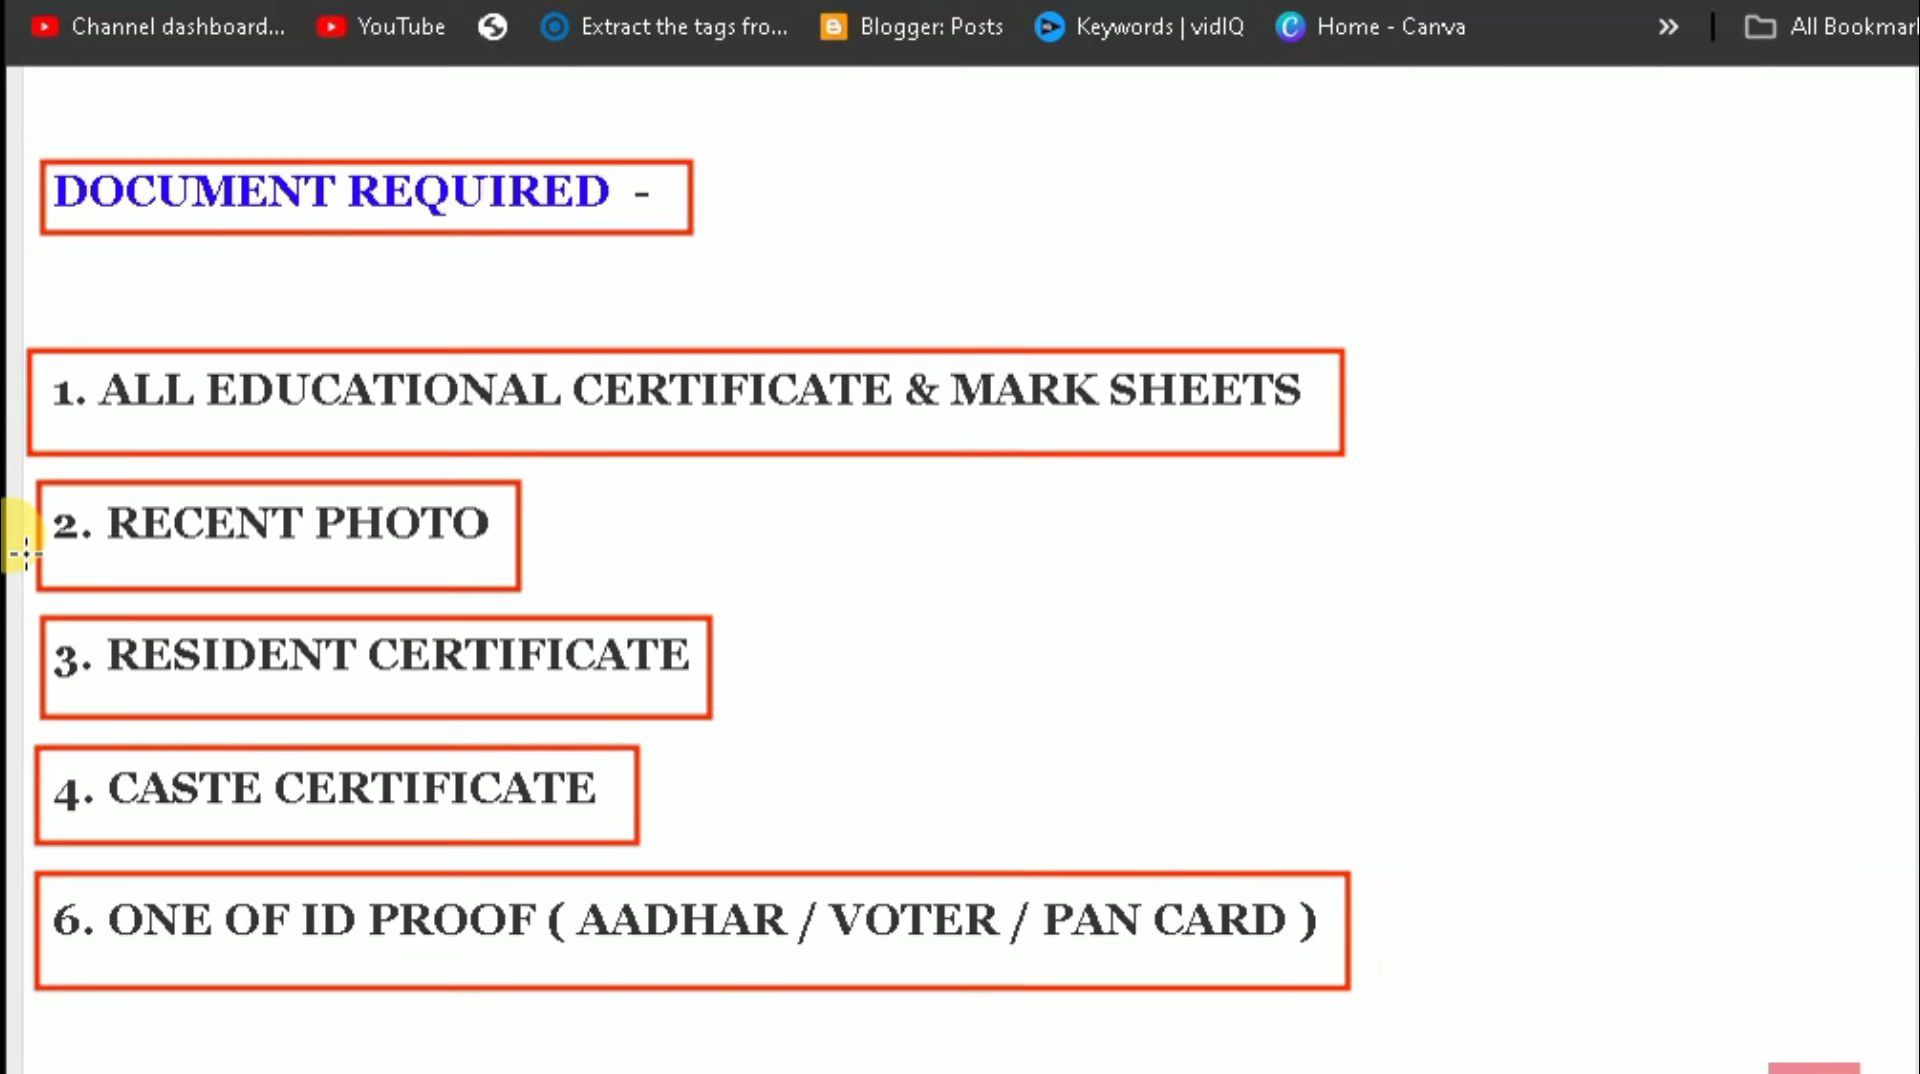 Channel dashboard...
YouTube
Extract the tags fro...
Blogger: Posts
Keywords | vidIQ
Home - Canva
All Bookmar
DOCUMENT REQUIRED -
1. ALL EDUCATIONAL CERTIFICATE & MARK SHEETS
2. RECENT PHOTO
3. RESIDENT CERTIFICATE
4. CASTE CERTIFICATE
6. ONE OF ID PROOF ( AADHAR / VOTER / PAN CARD )